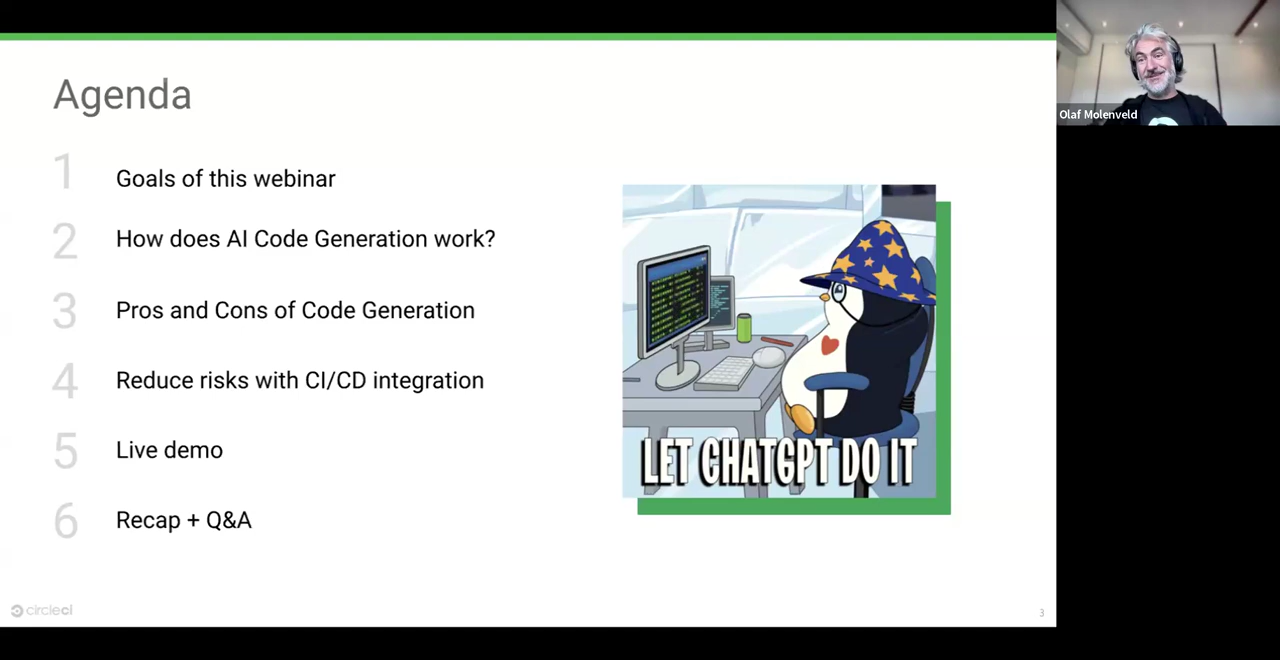 Agenda
1 Goals of this webinar
2 How does AI Code Generation work?
3 Pros and Cons of Code Generation
4 Reduce risks with CI/CD integration
5 Live demo
6 Recap + Q&A
LET CHATGPT DO IT
circleci
3
Olaf Molenveld